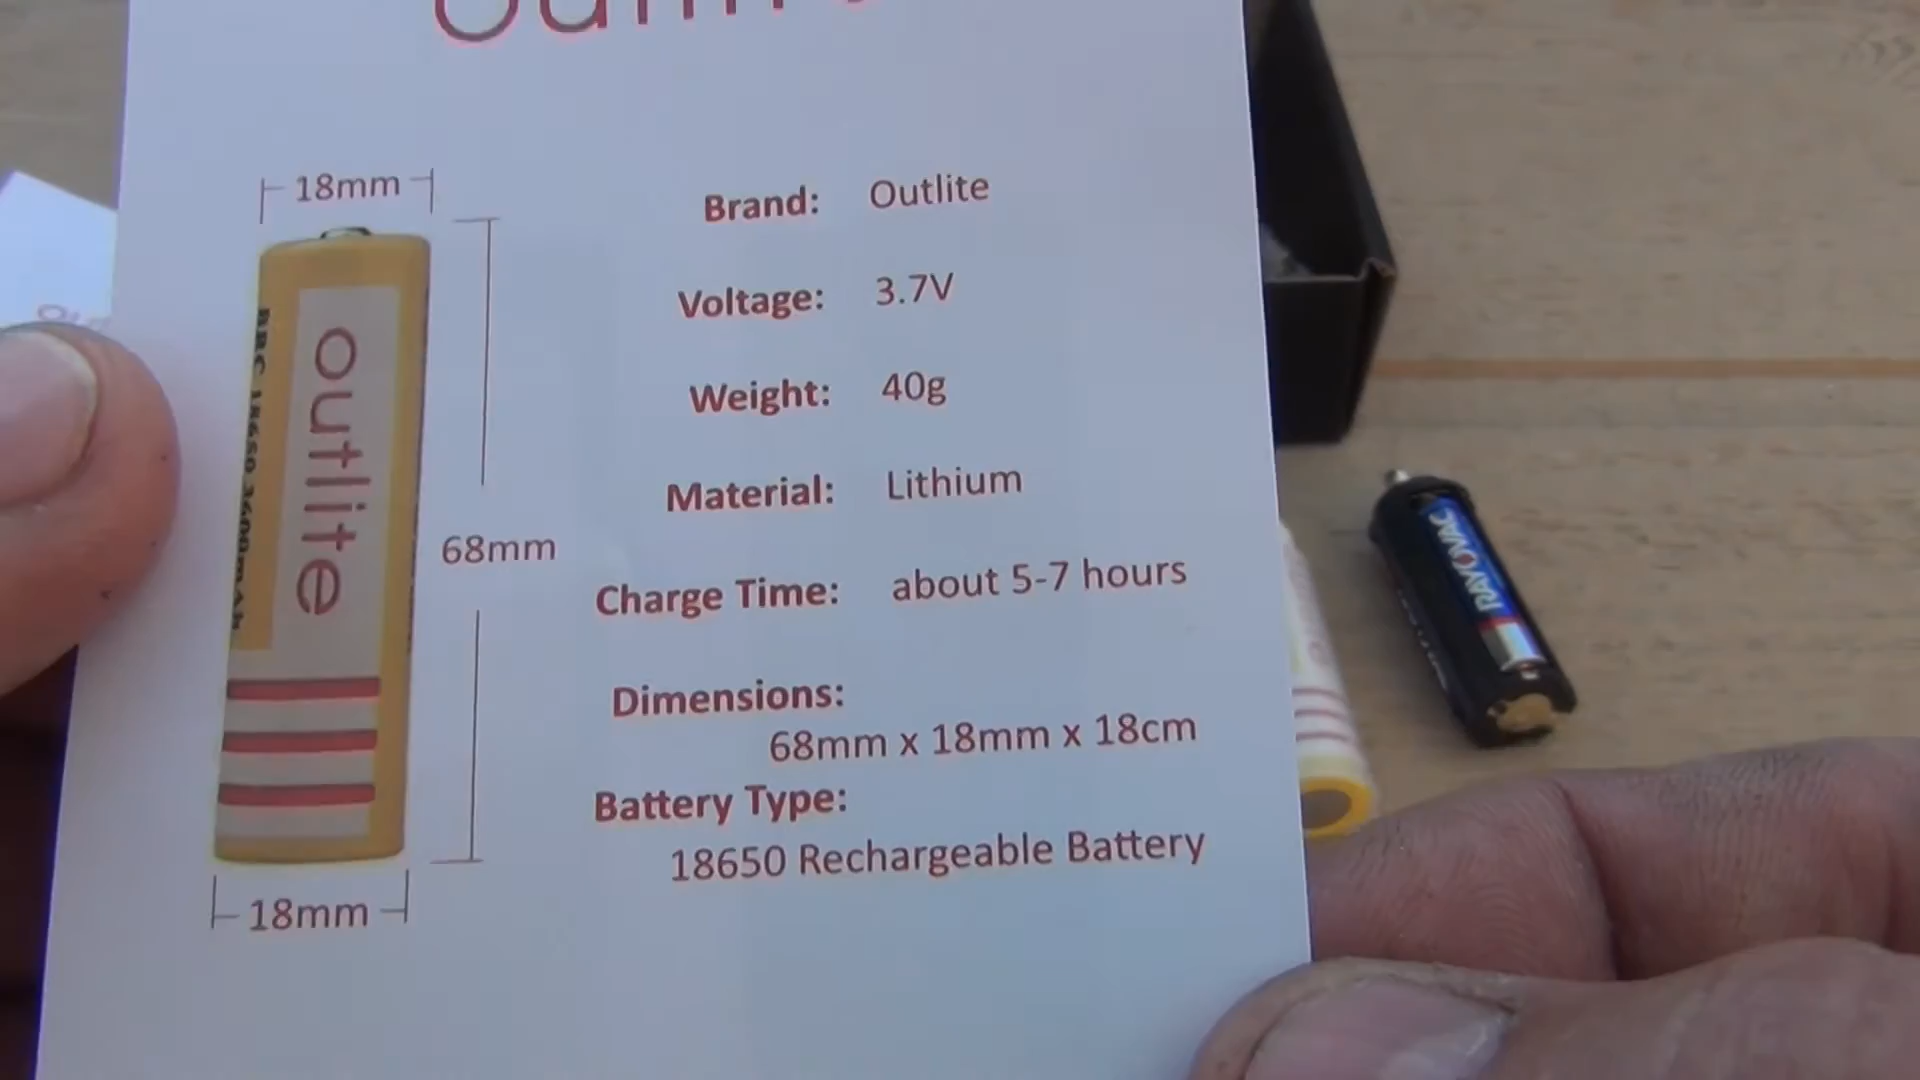 18mm
Brand: Outlite
Voltage: 3.7V
outlite
Weight: 40g
Material: Lithium
68mm
Charge Time: about 5-7 hours
Dimensions:
68mm x 18mm x 18cm
Battery Type:
18650 Rechargeable Battery
18mm
RAYOVAC